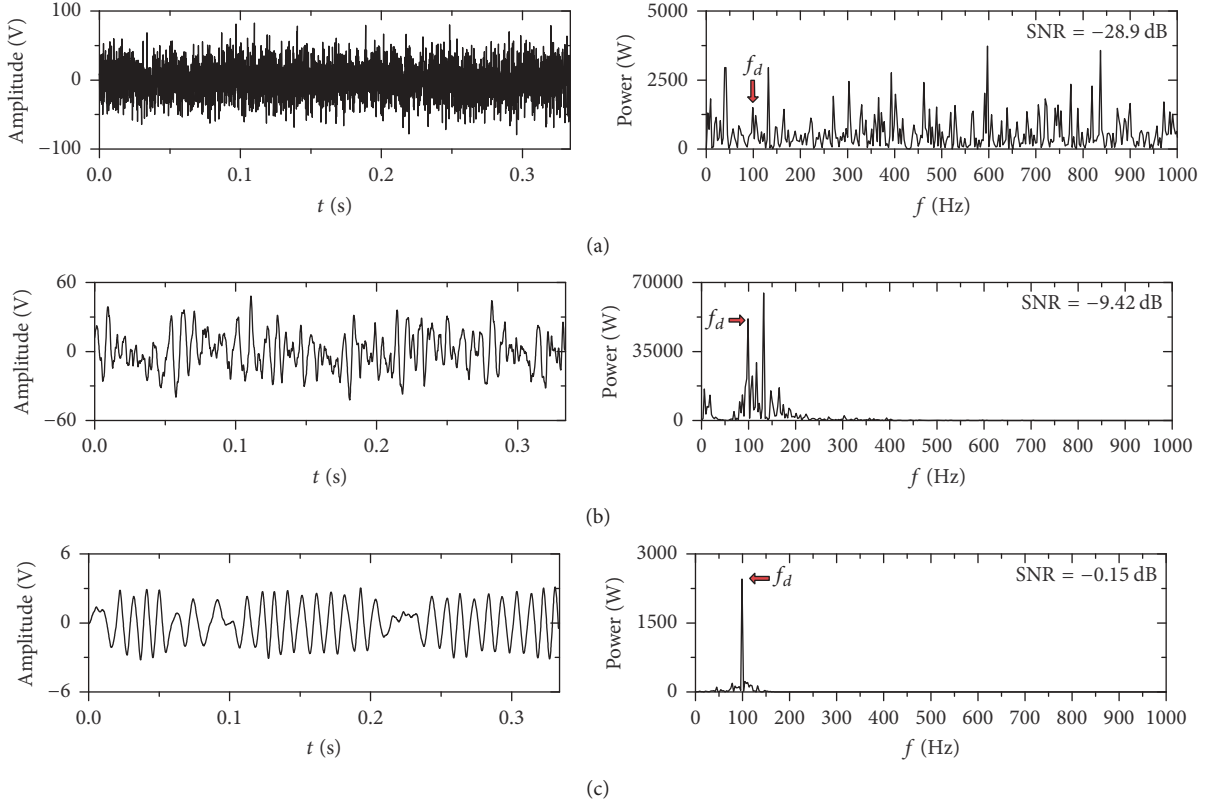 100
0
−100
Amplitude (V)
0.0 0.1 0.2 0.3
t (s)
5000
2500
0
Power (W)
SNR = −28.9 dB
fd
0 100 200 300 400 500 600 700 800 900 1000
f (Hz)
(a)
60
0
−60
Amplitude (V)
0.0 0.1 0.2 0.3
t (s)
70000
35000
0
Power (W)
SNR = −9.42 dB
fd
0 100 200 300 400 500 600 700 800 900 1000
f (Hz)
(b)
6
0
−6
Amplitude (V)
0.0 0.1 0.2 0.3
t (s)
3000
1500
0
Power (W)
SNR = −0.15 dB
fd
0 100 200 300 400 500 600 700 800 900 1000
f (Hz)
(c)